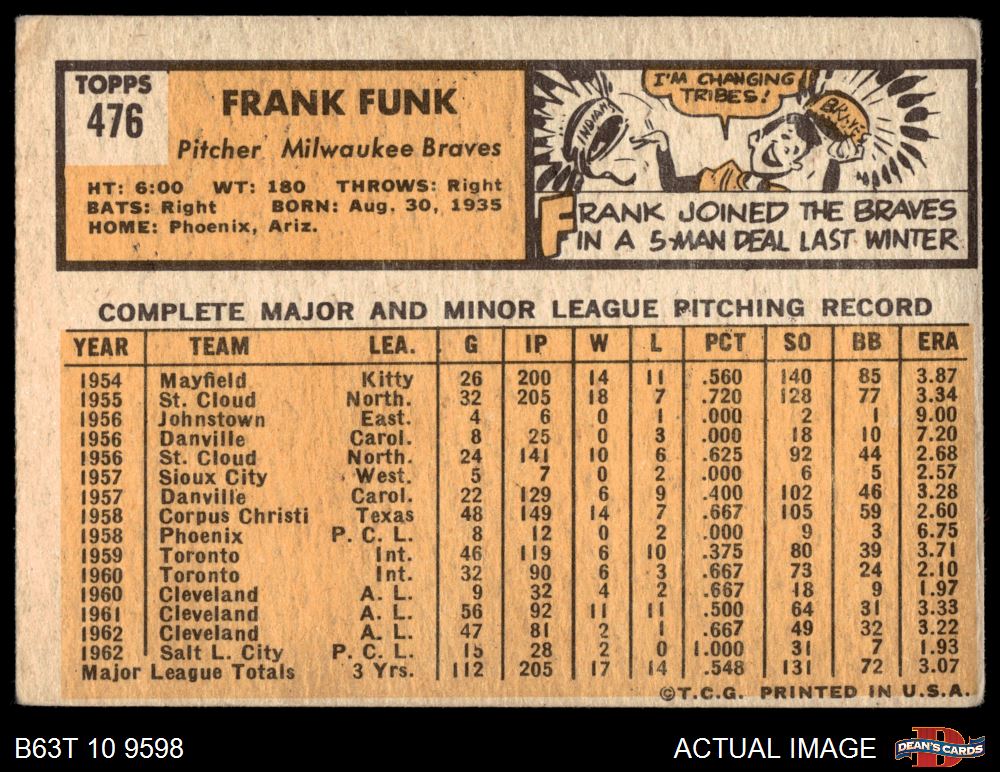 TOPPS
476
FRANK FUNK
Pitcher Milwaukee Braves
HT: 6:00 WT: 180 THROWS: Right
BATS: Right BORN: Aug. 30, 1935
HOME: Phoenix, Ariz.
I'M CHANGING
TRIBES!
INDIANS
BRAVES
FRANK JOINED THE BRAVES
IN A 5-MAN DEAL LAST WINTER
COMPLETE MAJOR AND MINOR LEAGUE PITCHING RECORD
YEAR TEAM LEA. G IP W L PCT SO BB ERA
1954 Mayfield Kitty 26 200 14 11 .560 140 85 3.87
1955 St. Cloud North. 32 205 18 7 .720 128 77 3.34
1956 Johnstown East. 4 6 0 1 .000 2 1 9.00
1956 Danville Carol. 8 25 0 3 .000 18 10 7.20
1956 St. Cloud North. 24 141 10 6 .625 92 44 2.68
1957 Sioux City West. 5 7 0 2 .000 6 5 2.57
1957 Danville Carol. 22 129 6 9 .400 102 46 3.28
1958 Corpus Christi Texas 48 149 14 7 .667 105 59 2.60
1958 Phoenix P. C. L. 8 12 0 2 .000 9 3 6.75
1959 Toronto Int. 46 119 6 10 .375 80 39 3.71
1960 Toronto Int. 32 90 6 3 .667 73 24 2.10
1960 Cleveland A. L. 9 32 4 2 .667 18 9 1.97
1961 Cleveland A. L. 56 92 11 11 .500 64 31 3.33
1962 Cleveland A. L. 47 81 2 1 .667 49 32 3.22
1962 Salt L. City P. C. L. 15 28 2 0 1.000 31 7 1.93
Major League Totals 3 Yrs. 112 205 17 14 .548 131 72 3.07
©T.C.G. PRINTED IN U.S.A.
B63T 10 9598
ACTUAL IMAGE
D
DEAN'S CARDS